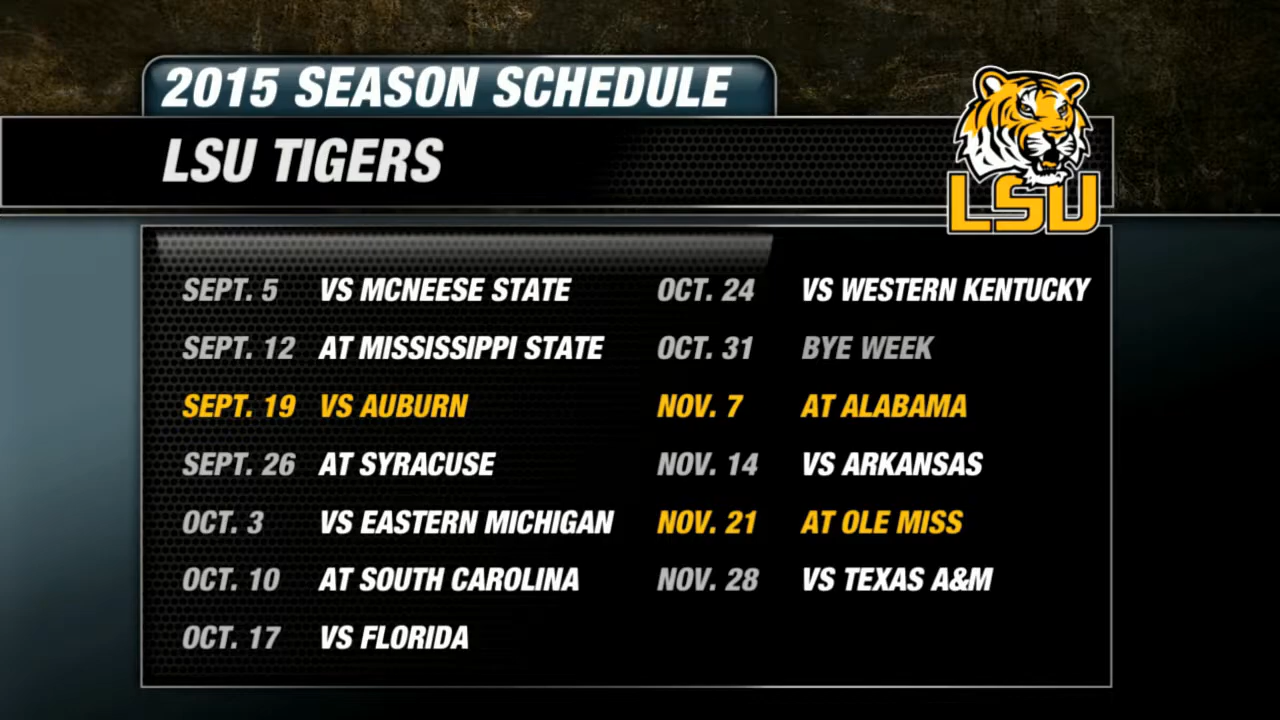 2015 SEASON SCHEDULE
LSU TIGERS
LSU
SEPT. 5 VS MCNEESE STATE
SEPT. 12 AT MISSISSIPPI STATE
SEPT. 19 VS AUBURN
SEPT. 26 AT SYRACUSE
OCT. 3 VS EASTERN MICHIGAN
OCT. 10 AT SOUTH CAROLINA
OCT. 17 VS FLORIDA
OCT. 24 VS WESTERN KENTUCKY
OCT. 31 BYE WEEK
NOV. 7 AT ALABAMA
NOV. 14 VS ARKANSAS
NOV. 21 AT OLE MISS
NOV. 28 VS TEXAS A&M